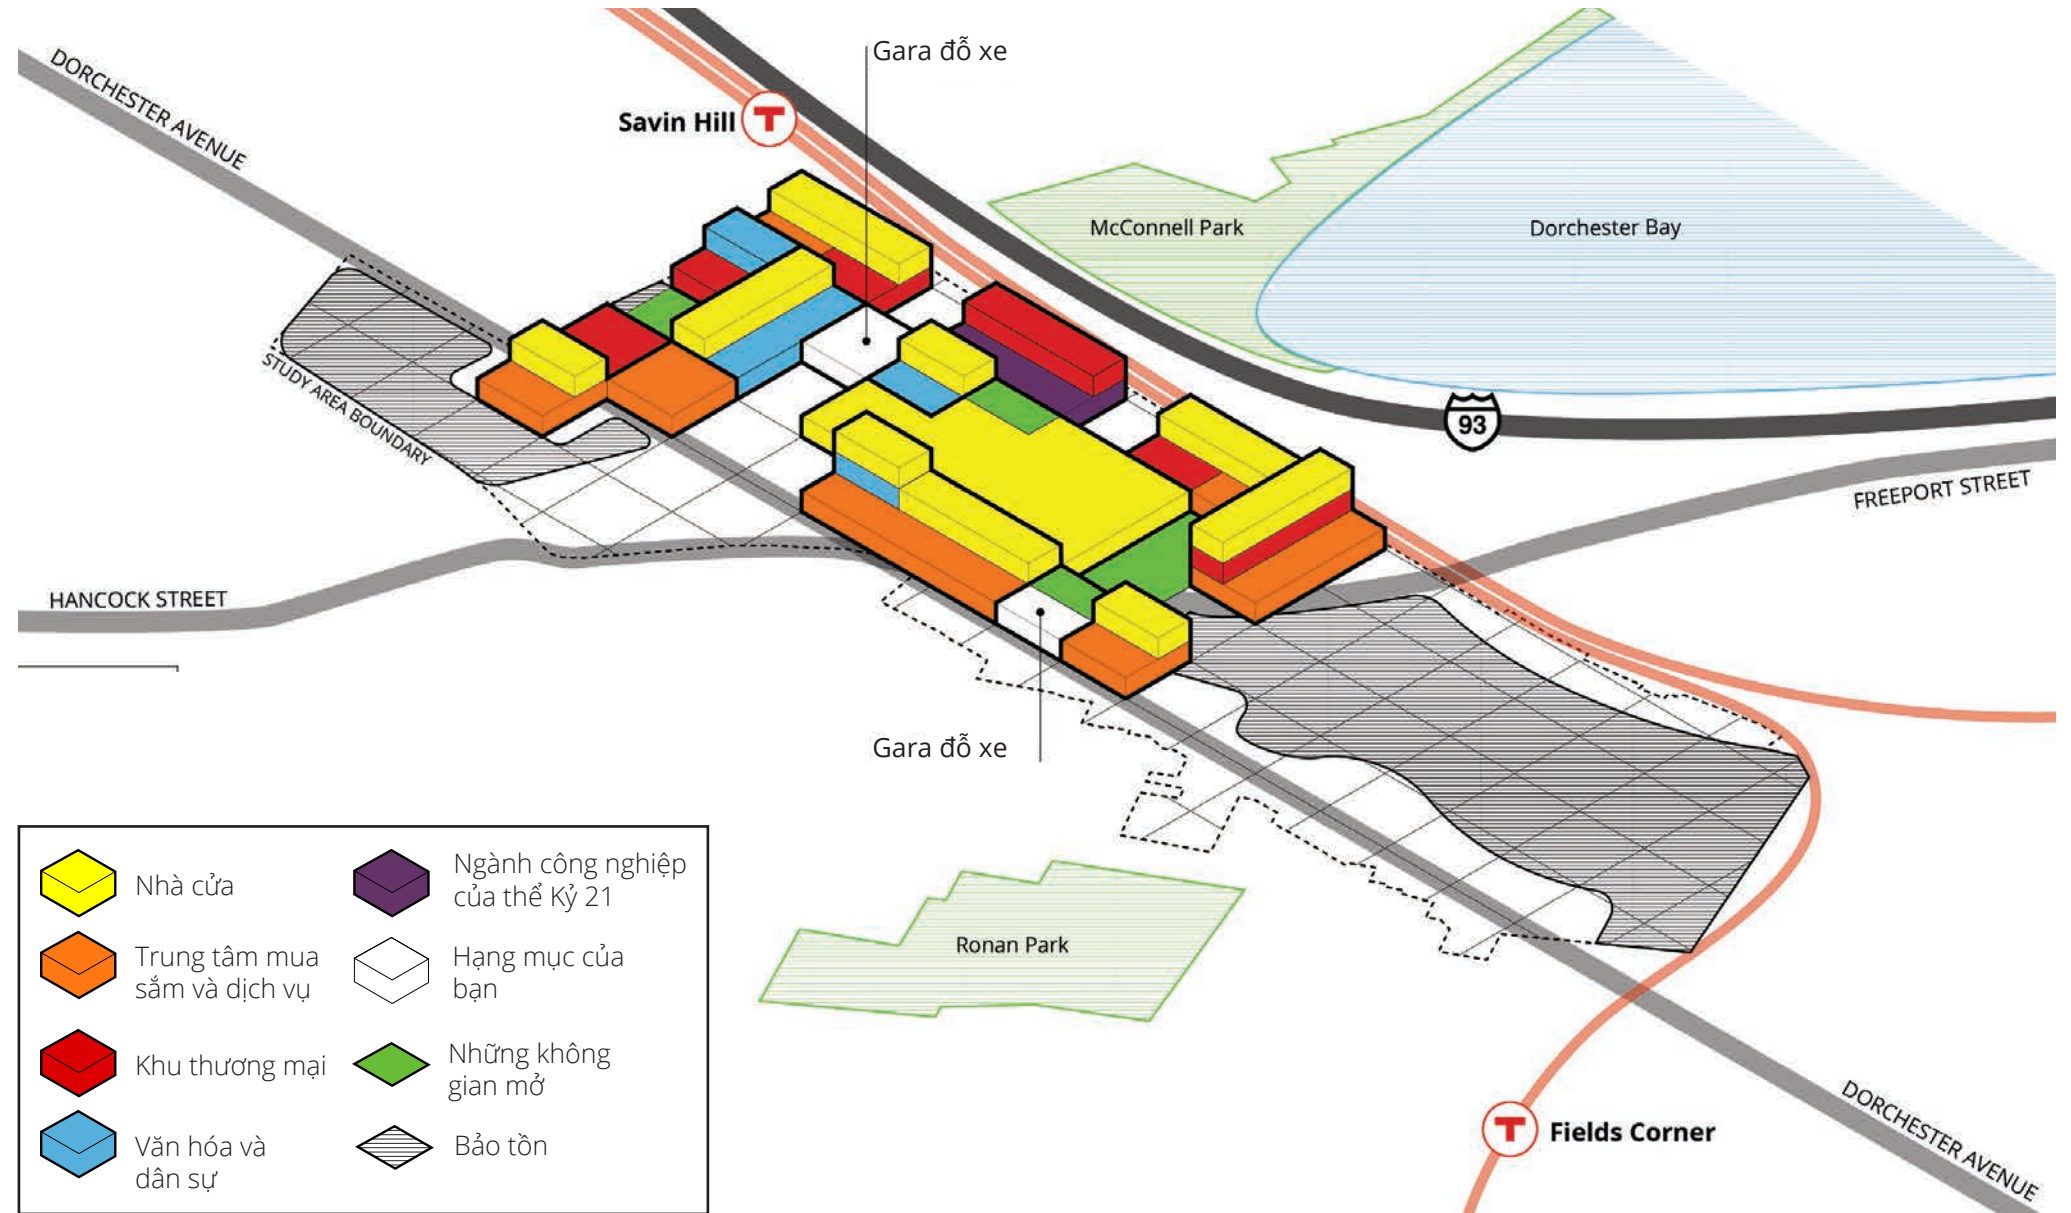 Gara đỗ xe
DORCHESTER AVENUE
Savin Hill
T
McConnell Park
Dorchester Bay
STUDY AREA BOUNDARY
93
FREEPORT STREET
HANCOCK STREET
Gara đỗ xe
Nhà cửa
Trung tâm mua
sắm và dịch vụ
Khu thương mại
Văn hóa và
dân sự
Ngành công nghiệp
của thể Kỷ 21
Hạng mục của
bạn
Những không
gian mở
Bảo tồn
Ronan Park
T
Fields Corner
DORCHESTER AVENUE